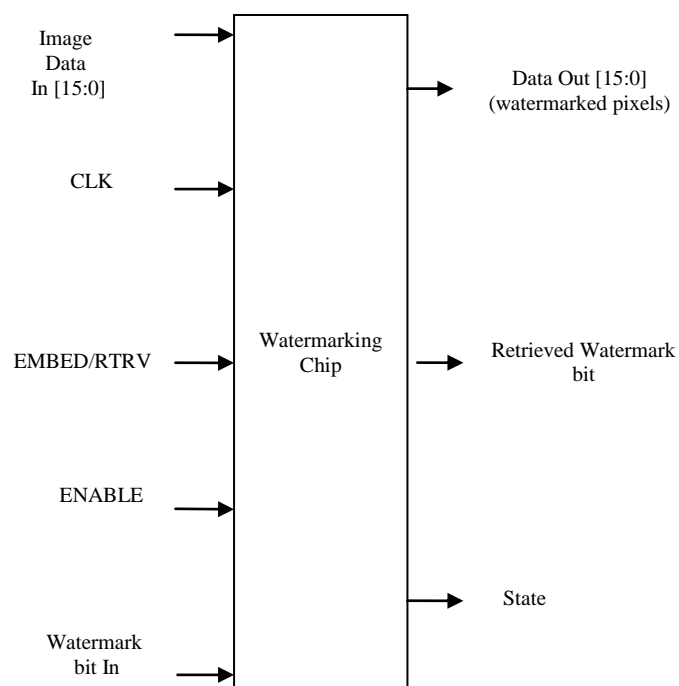 Image
Data
In [15:0]
Data Out [15:0]
(watermarked pixels)
CLK
Watermarking
Chip
EMBED/RTRV
Retrieved Watermark
bit
ENABLE
State
Watermark
bit In